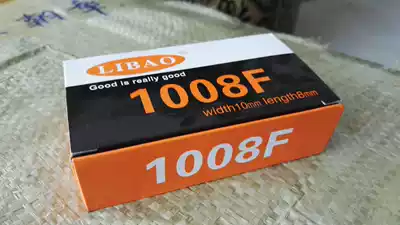 LIBAO
Good is really good
1008F
width10mm length8mm
1008F